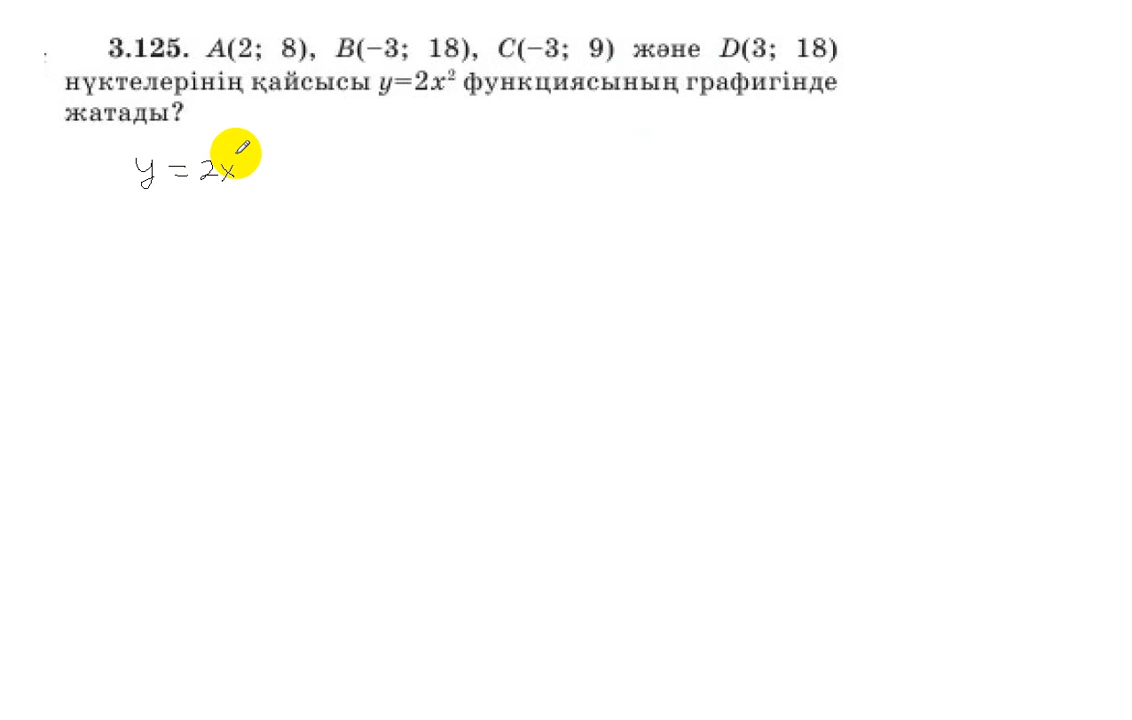 3.125. A(2; 8), B(−3; 18), C(−3; 9) және D(3; 18)
нүктелерінің қайсысы y=2x² функциясының графигінде
жатады?
y = 2x